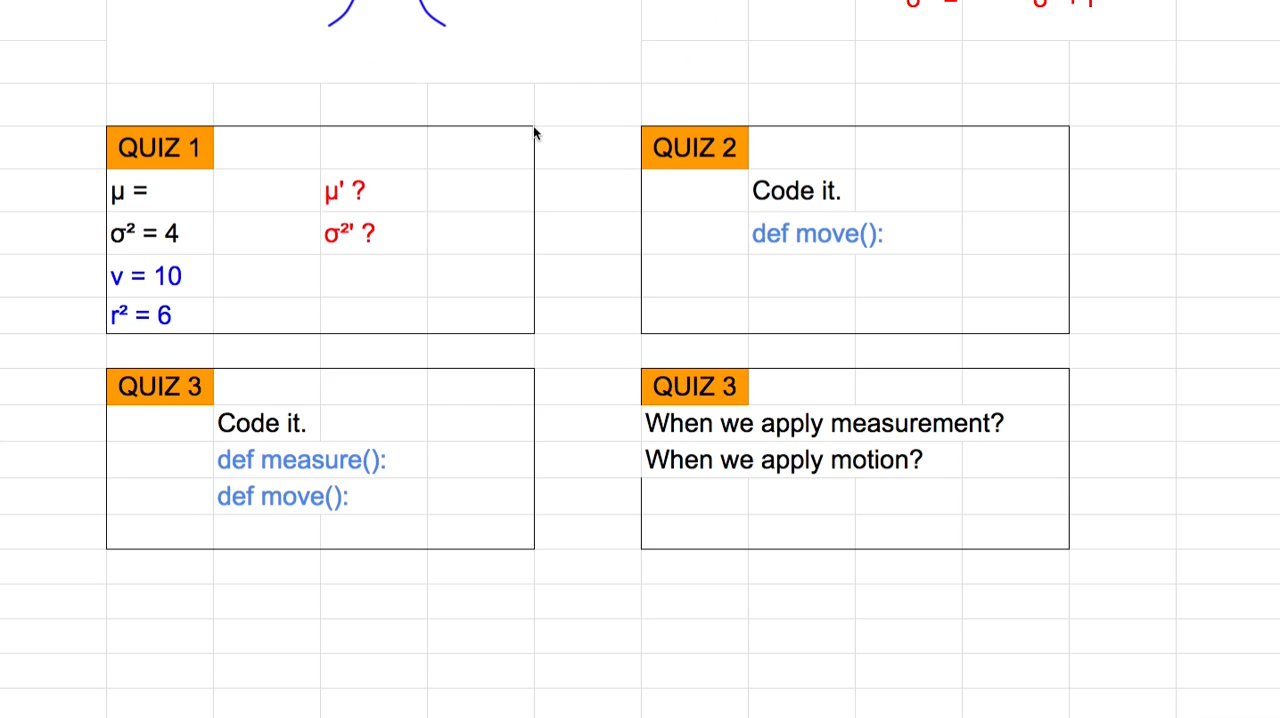 QUIZ 1
μ =
μ' ?
σ² = 4
σ²' ?
v = 10
r² = 6
QUIZ 2
Code it.
def move():
QUIZ 3
Code it.
def measure():
def move():
QUIZ 3
When we apply measurement?
When we apply motion?